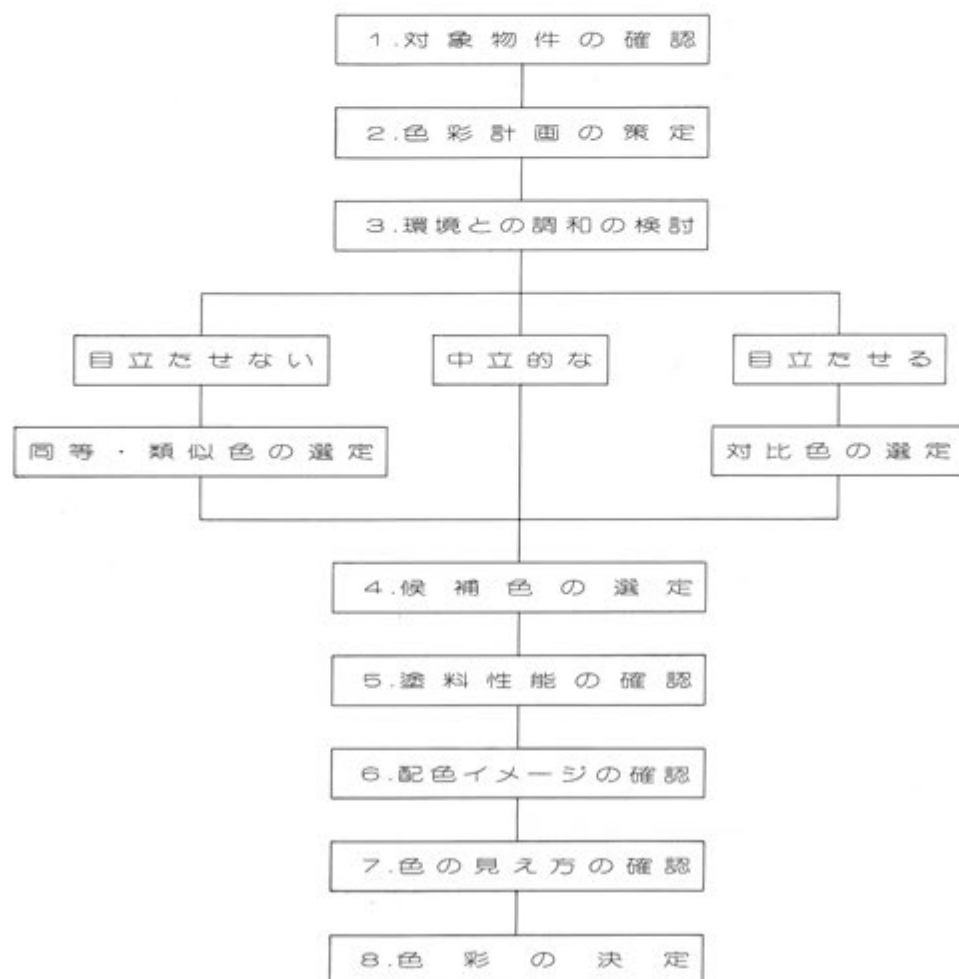 1.対象物件の確認
2.色彩計画の策定
3.環境との調和の検討
目立たせない
中立的な
目立たせる
同等・類似色の選定
対比色の選定
4.候補色の選定
5.塗料性能の確認
6.配色イメージの確認
7.色の見え方の確認
8.色彩の決定